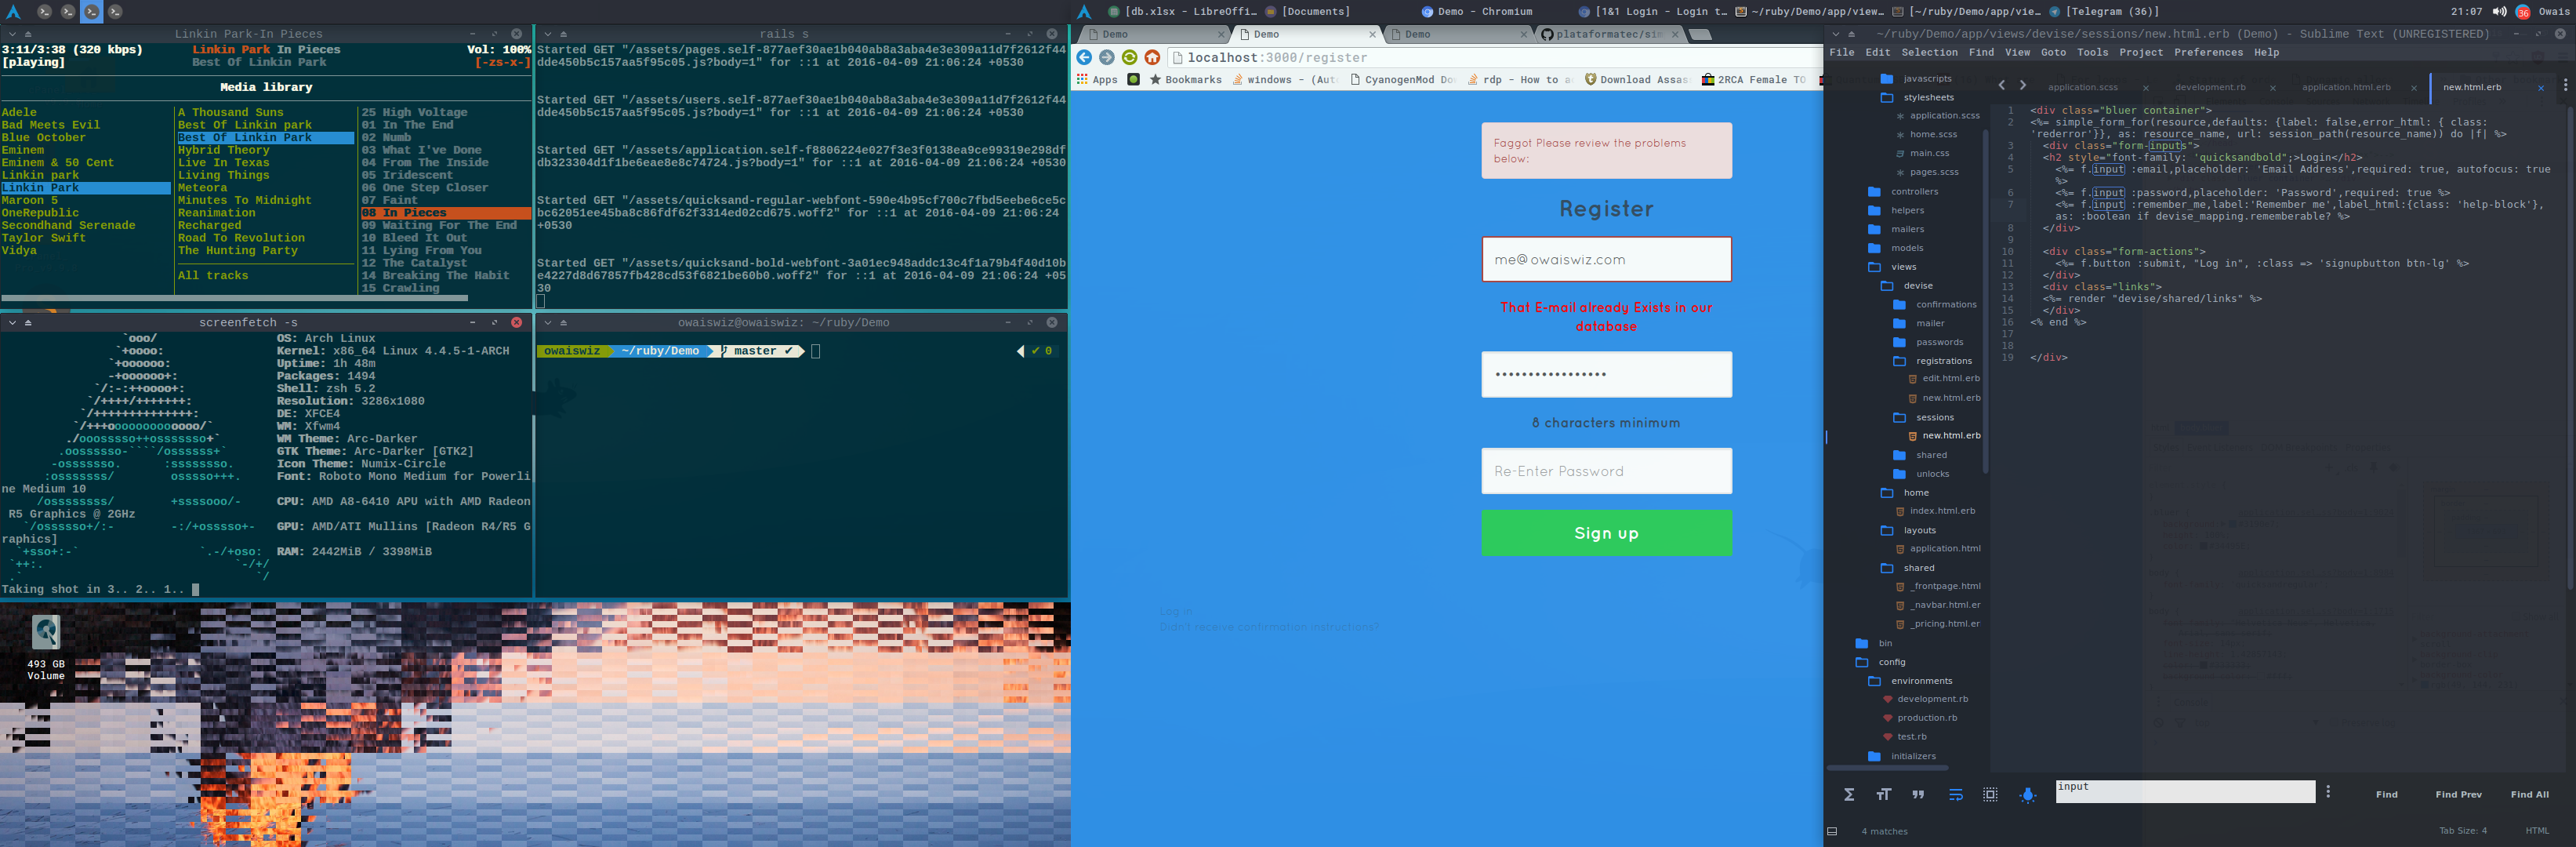 Linkin Park-In Pieces
3:11/3:38 (320 kbps) Linkin Park In Pieces Vol: 100%
[playing] Best Of Linkin Park [-zs-x-]
Media library
Adele
Bad Meets Evil
Blue October
Eminem
Eminem & 50 Cent
Linkin park
Linkin Park
Maroon 5
OneRepublic
Secondhand Serenade
Taylor Swift
Vidya
A Thousand Suns
Best Of Linkin park
Best Of Linkin Park
Hybrid Theory
Live In Texas
Living Things
Meteora
Minutes To Midnight
Reanimation
Recharged
Road To Revolution
The Hunting Party
All tracks
25 High Voltage
01 In The End
02 Numb
03 What I've Done
04 From The Inside
05 Iridescent
06 One Step Closer
07 Faint
08 In Pieces
09 Waiting For The End
10 Bleed It Out
11 Lying From You
12 The Catalyst
14 Breaking The Habit
15 Crawling
rails s
Started GET "/assets/pages.self-877aef30ae1b040ab8a3aba4e3e309a11d7f2612f44
dde450b5c157aa5f95c05.js?body=1" for ::1 at 2016-04-09 21:06:24 +0530
Started GET "/assets/users.self-877aef30ae1b040ab8a3aba4e3e309a11d7f2612f44
dde450b5c157aa5f95c05.js?body=1" for ::1 at 2016-04-09 21:06:24 +0530
Started GET "/assets/application.self-f8806224e027f3e3f0138ea9ce99319e298df
db323304d1f1be6eae8e8c74724.js?body=1" for ::1 at 2016-04-09 21:06:24 +0530
Started GET "/assets/quicksand-regular-webfont-590e4b95cf700c7fbd5eebe6ce5c
bc62051ee45ba8c86fdf62f3314ed02cd675.woff2" for ::1 at 2016-04-09 21:06:24
+0530
Started GET "/assets/quicksand-bold-webfont-3a01ec948addc13c4f1a79b4f40d10b
e4227d8d67857fb428cd53f6821be60b0.woff2" for ::1 at 2016-04-09 21:06:24 +05
30
screenfetch -s
OS: Arch Linux
Kernel: x86_64 Linux 4.4.5-1-ARCH
Uptime: 1h 48m
Packages: 1494
Shell: zsh 5.2
Resolution: 3286x1080
DE: XFCE4
WM: Xfwm4
WM Theme: Arc-Darker
GTK Theme: Arc-Darker [GTK2]
Icon Theme: Numix-Circle
Font: Roboto Mono Medium for Powerli
ne Medium 10
CPU: AMD A8-6410 APU with AMD Radeon
R5 Graphics @ 2GHz
GPU: AMD/ATI Mullins [Radeon R4/R5 G
raphics]
RAM: 2442MiB / 3398MiB
Taking shot in 3.. 2.. 1..
owaiswiz@owaiswiz: ~/ruby/Demo
owaiswiz ~/ruby/Demo master ✔
✔ 0
493 GB
Volume
[db.xlsx - LibreOffi... [Documents] Demo - Chromium [1&1 Login - Login t... ~/ruby/Demo/app/view... [~/ruby/Demo/app/vie... [Telegram (36)] 21:07 36 Owais
Demo Demo Demo plataformatec/sim
localhost:3000/register
Apps Bookmarks windows - (Aut CyanogenMod Do rdp - How to a Download Assas 2RCA Female TO
Faggot Please review the problems
below:
Register
me@owaiswiz.com
That E-mail already Exists in our
database
8 characters minimum
Re-Enter Password
Sign up
Log in
Didn't receive confirmation instructions?
~/ruby/Demo/app/views/devise/sessions/new.html.erb (Demo) - Sublime Text (UNREGISTERED)
File Edit Selection Find View Goto Tools Project Preferences Help
javascripts
stylesheets
application.scss
home.scss
main.css
pages.scss
controllers
helpers
mailers
models
views
devise
confirmations
mailer
passwords
registrations
edit.html.erb
new.html.erb
sessions
new.html.erb
shared
unlocks
home
index.html.erb
layouts
application.html
shared
_frontpage.html
_navbar.html.er
_pricing.html.er
bin
config
environments
development.rb
production.rb
test.rb
initializers
application.scss development.rb application.html.erb new.html.erb
1 <div class="bluer container">
2 <%= simple_form_for(resource,defaults: {label: false,error_html: { class:
'rederror'}}, as: resource_name, url: session_path(resource_name)) do |f| %>
3 <div class="form-inputs">
4 <h2 style="font-family: 'quicksandbold";>Login</h2>
5 <%= f.input :email,placeholder: 'Email Address',required: true, autofocus: true
%>
6 <%= f.input :password,placeholder: 'Password',required: true %>
7 <%= f.input :remember_me,label:'Remember me',label_html:{class: 'help-block'},
as: :boolean if devise_mapping.rememberable? %>
8 </div>
9
10 <div class="form-actions">
11 <%= f.button :submit, "Log in", :class => 'signupbutton btn-lg' %>
12 </div>
13 <div class="links">
14 <%= render "devise/shared/links" %>
15 </div>
16 <% end %>
17
18
19 </div>
input
Find Find Prev Find All
4 matches
Tab Size: 4 HTML